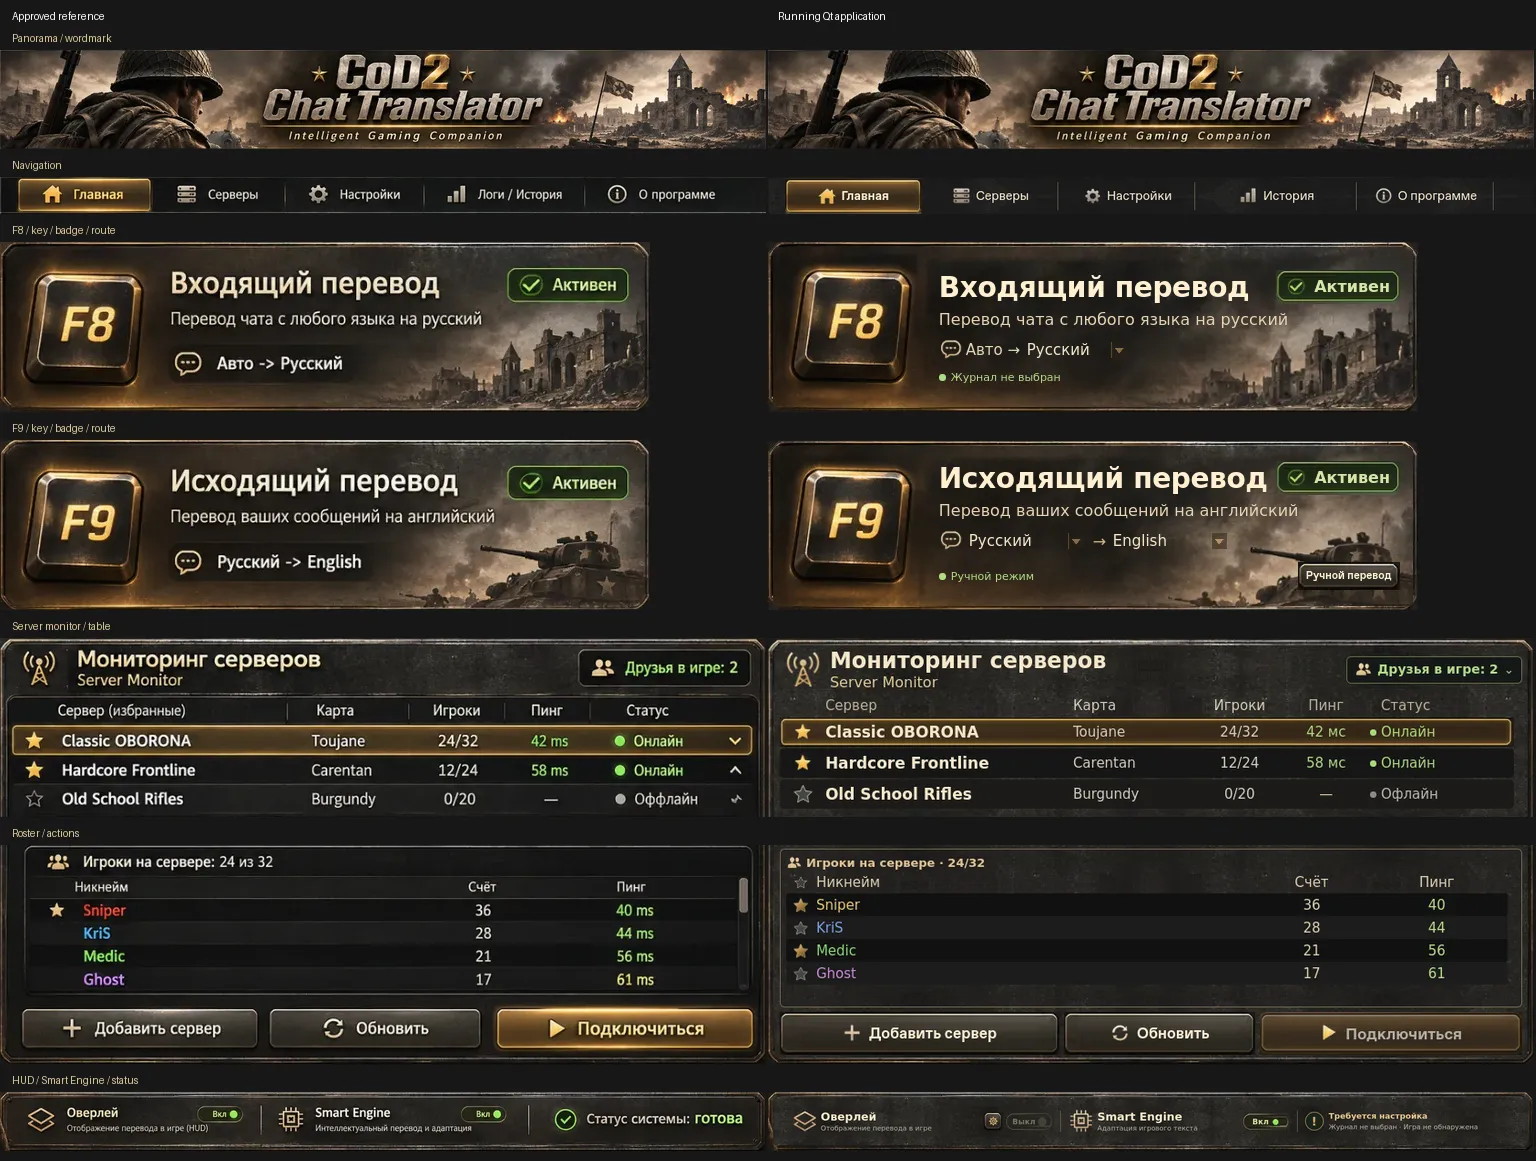 Approved reference
Running Qt application
Panorama / wordmark
CoD2
Chat Translator
Intelligent Gaming Companion
CoD2
Chat Translator
Intelligent Gaming Companion
Navigation
Главная Серверы Настройки Логи / История О программе
Главная Серверы Настройки История О программе
F8 / key / badge / route
F8
Входящий перевод
Активен
Перевод чата с любого языка на русский
Авто -> Русский
F8
Входящий перевод
Активен
Перевод чата с любого языка на русский
Авто → Русский
Журнал не выбран
F9 / key / badge / route
F9
Исходящий перевод
Активен
Перевод ваших сообщений на английский
Русский -> English
F9
Исходящий перевод
Активен
Перевод ваших сообщений на английский
Русский → English
Ручной режим
Ручной перевод
Server monitor / table
Мониторинг серверов
Server Monitor
Друзья в игре: 2
Сервер (избранные) Карта Игроки Пинг Статус
Classic OBORONA Toujane 24/32 42 ms Онлайн
Hardcore Frontline Carentan 12/24 58 ms Онлайн
Old School Rifles Burgundy 0/20 — Оффлайн
Мониторинг серверов
Server Monitor
Друзья в игре: 2
Сервер Карта Игроки Пинг Статус
Classic OBORONA Toujane 24/32 42 мс Онлайн
Hardcore Frontline Carentan 12/24 58 мс Онлайн
Old School Rifles Burgundy 0/20 — Офлайн
Roster / actions
Игроки на сервере: 24 из 32
Никнейм Счёт Пинг
Sniper 36 40 ms
KriS 28 44 ms
Medic 21 56 ms
Ghost 17 61 ms
Добавить сервер Обновить Подключиться
Игроки на сервере · 24/32
Никнейм Счёт Пинг
Sniper 36 40
KriS 28 44
Medic 21 56
Ghost 17 61
Добавить сервер Обновить Подключиться
HUD / Smart Engine / status
Оверлей
Отображение перевода в игре (HUD)
Вкл
Smart Engine
Интеллектуальный перевод и адаптация
Вкл
Статус системы: готова
Оверлей
Отображение перевода в игре
Выкл
Smart Engine
Адаптация игрового текста
Вкл
Требуется настройка
Журнал не выбран · Игра не обнаружена